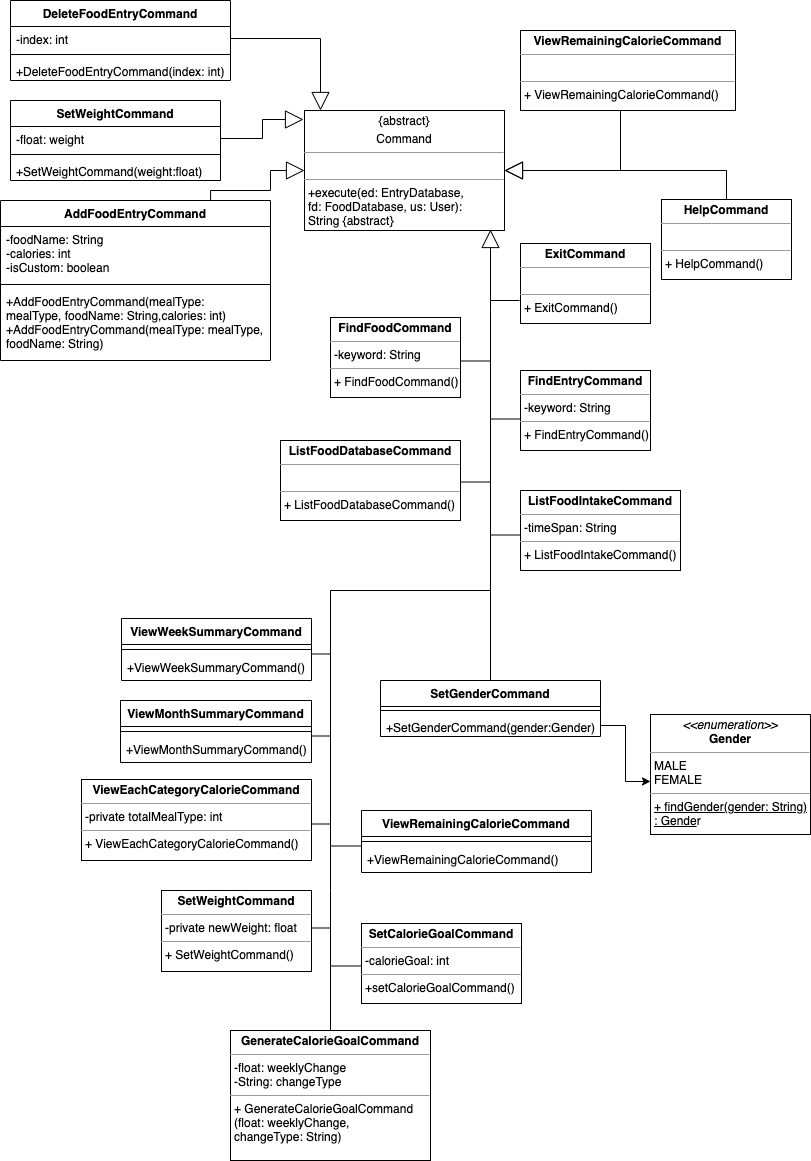 DeleteFoodEntryCommand
-index: int
+DeleteFoodEntryCommand(index: int)
SetWeightCommand
-float: weight
+SetWeightCommand(weight:float)
AddFoodEntryCommand
-foodName: String
-calories: int
-isCustom: boolean
+AddFoodEntryCommand(mealType:
mealType, foodName: String,calories: int)
+AddFoodEntryCommand(mealType: mealType,
foodName: String)
{abstract}
Command
+execute(ed: EntryDatabase,
fd: FoodDatabase, us: User):
String {abstract}
ViewRemainingCalorieCommand
+ ViewRemainingCalorieCommand()
HelpCommand
+ HelpCommand()
ExitCommand
+ ExitCommand()
FindFoodCommand
-keyword: String
+ FindFoodCommand()
FindEntryCommand
-keyword: String
+ FindEntryCommand()
ListFoodDatabaseCommand
+ ListFoodDatabaseCommand()
ListFoodIntakeCommand
-timeSpan: String
+ ListFoodIntakeCommand()
ViewWeekSummaryCommand
+ViewWeekSummaryCommand()
SetGenderCommand
+SetGenderCommand(gender:Gender)
<<enumeration>>
Gender
MALE
FEMALE
+ findGender(gender: String)
: Gender
ViewMonthSummaryCommand
+ViewMonthSummaryCommand()
ViewEachCategoryCalorieCommand
-private totalMealType: int
+ ViewEachCategoryCalorieCommand()
ViewRemainingCalorieCommand
+ViewRemainingCalorieCommand()
SetWeightCommand
-private newWeight: float
+ SetWeightCommand()
SetCalorieGoalCommand
-calorieGoal: int
+setCalorieGoalCommand()
GenerateCalorieGoalCommand
-float: weeklyChange
-String: changeType
+ GenerateCalorieGoalCommand
(float: weeklyChange,
changeType: String)